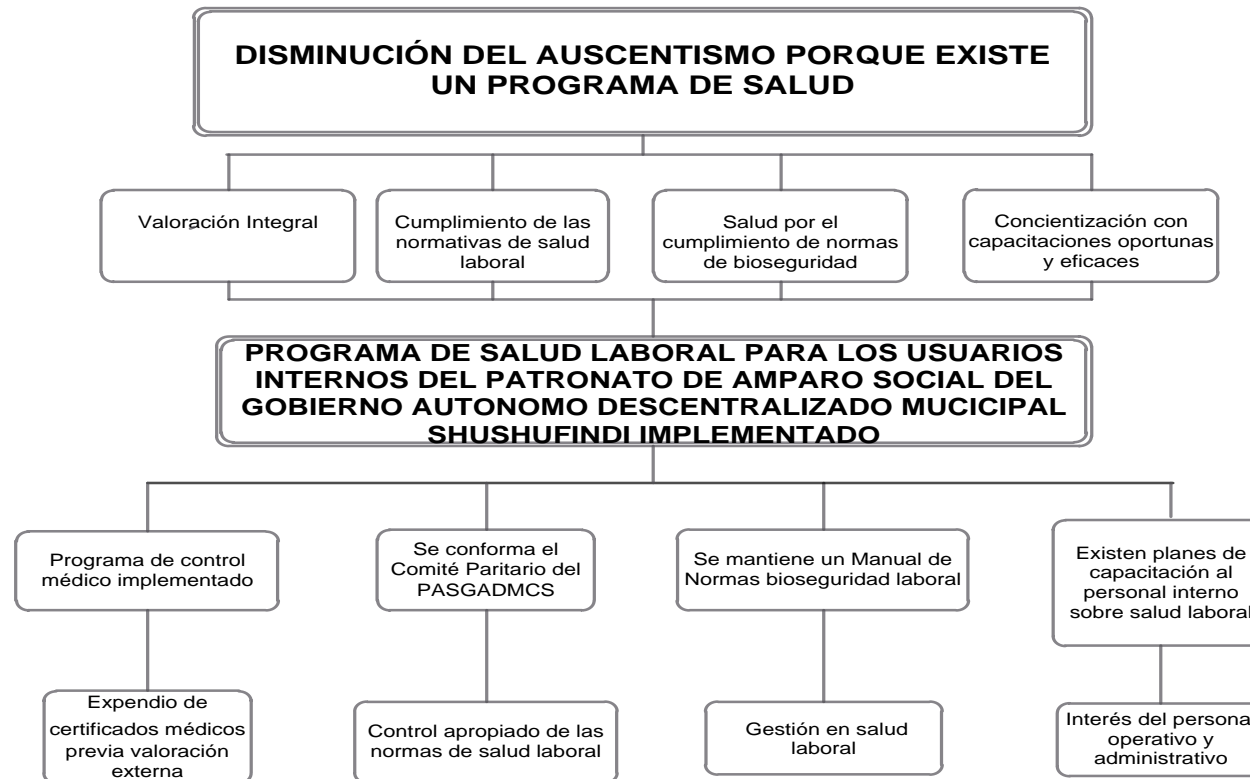 DISMINUCIÓN DEL AUSCENTISMO PORQUE EXISTE
UN PROGRAMA DE SALUD
Valoración Integral
Cumplimiento de las
normativas de salud
laboral
Salud por el
cumplimiento de normas
de bioseguridad
Concientización con
capacitaciones oportunas
y eficaces
PROGRAMA DE SALUD LABORAL PARA LOS USUARIOS
INTERNOS DEL PATRONATO DE AMPARO SOCIAL DEL
GOBIERNO AUTONOMO DESCENTRALIZADO MUCICIPAL
SHUSHUFINDI IMPLEMENTADO
Programa de control
médico implementado
Se conforma el
Comité Paritario del
PASGADMCS
Se mantiene un Manual de
Normas bioseguridad laboral
Existen planes de
capacitación al
personal interno
sobre salud laboral
Expendio de
certificados médicos
previa valoración
externa
Control apropiado de las
normas de salud laboral
Gestión en salud
laboral
Interés del persona
operativo y
administrativo